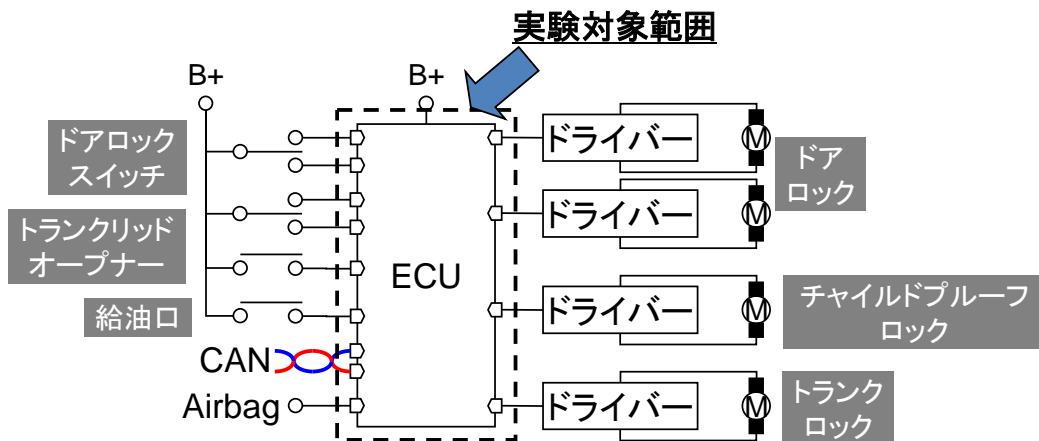 実験対象範囲
B+
B+
ドアロック
スイッチ
トランクリッド
オープナー
給油口
CAN
Airbag
ECU
ドライバー
M
ドア
ロック
ドライバー
M
ドライバー
M
チャイルドプルーフ
ロック
ドライバー
M
トランク
ロック